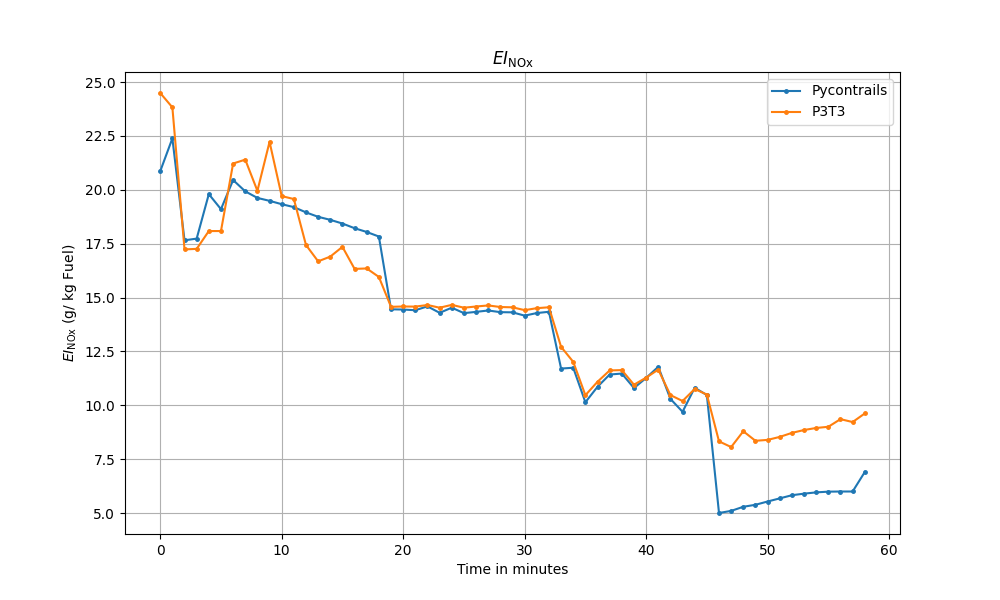 EI_NOx
Pycontrails
P3T3
EI_NOx (g/ kg Fuel)
25.0
22.5
20.0
17.5
15.0
12.5
10.0
7.5
5.0
0 10 20 30 40 50 60
Time in minutes